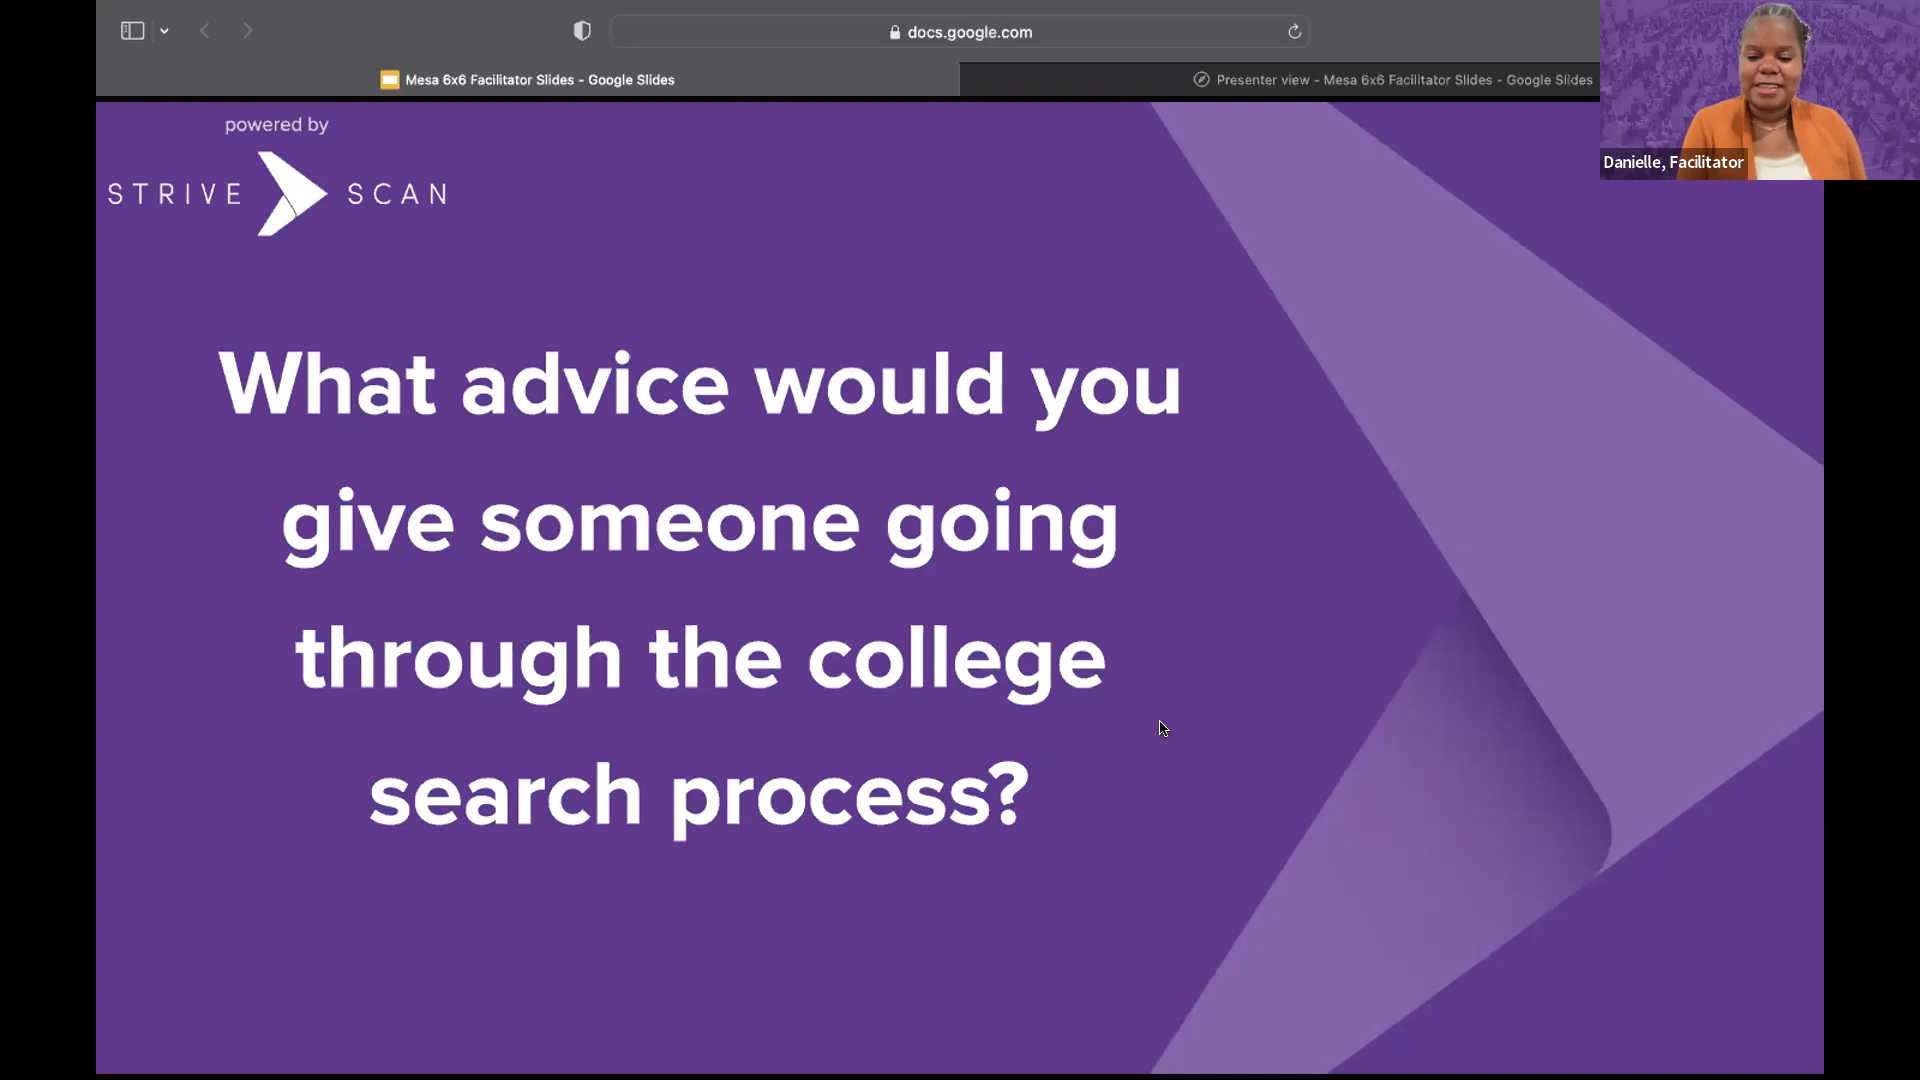 docs.google.com
Mesa 6x6 Facilitator Slides - Google Slides
Presenter view - Mesa 6x6 Facilitator Slides - Google Slides
Danielle, Facilitator
powered by
STRIVE SCAN
What advice would you
give someone going
through the college
search process?